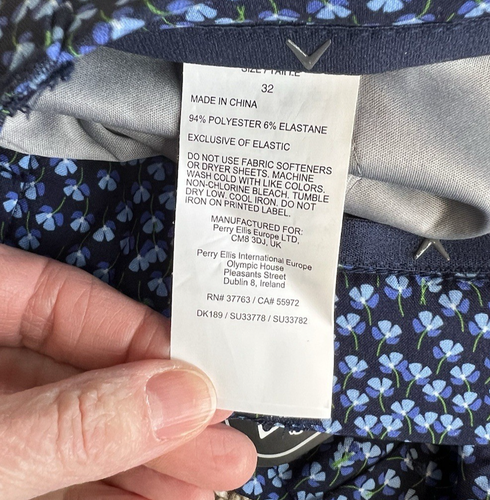 SIZE / TAILLE
32
MADE IN CHINA
94% POLYESTER 6% ELASTANE
EXCLUSIVE OF ELASTIC
DO NOT USE FABRIC SOFTENERS
OR DRYER SHEETS. MACHINE
WASH COLD WITH LIKE COLORS.
NON-CHLORINE BLEACH, TUMBLE
DRY LOW. COOL IRON. DO NOT
IRON ON PRINTED LABEL.
MANUFACTURED FOR:
Perry Ellis Europe LTD,
CM8 3DJ, UK
Perry Ellis International Europe
Olympic House
Pleasants Street
Dublin 8, Ireland
RN# 37763 / CA# 55972
DK189 / SU33778 / SU33782